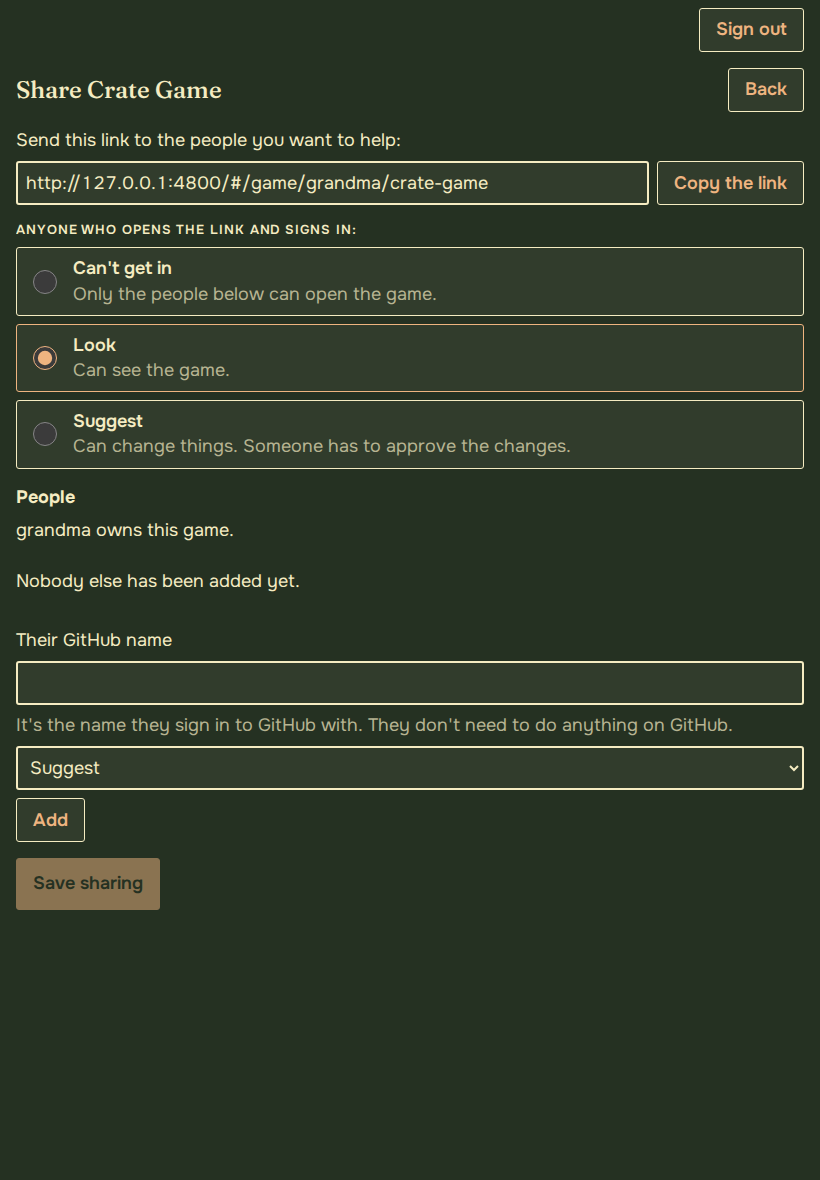 Sign out
Share Crate Game
Back
Send this link to the people you want to help:
http://127.0.0.1:4800/#/game/grandma/crate-game
Copy the link
ANYONE WHO OPENS THE LINK AND SIGNS IN:
Can't get in
Only the people below can open the game.
Look
Can see the game.
Suggest
Can change things. Someone has to approve the changes.
People
grandma owns this game.
Nobody else has been added yet.
Their GitHub name
It's the name they sign in to GitHub with. They don't need to do anything on GitHub.
Suggest
Add
Save sharing